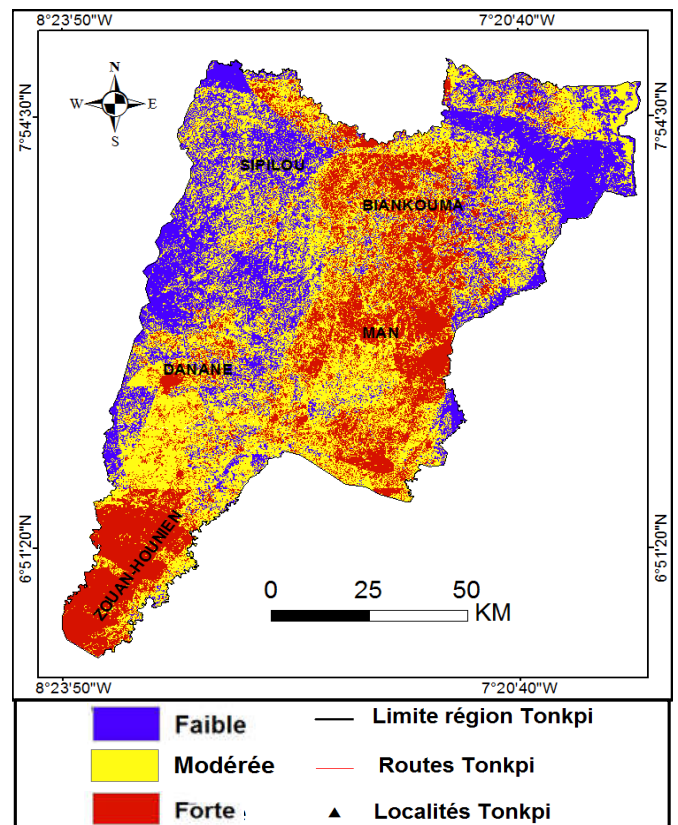 8°23'50"W 7°20'40"W
N
W E
S
7°54'30"N
7°54'30"N
SIPILOU
BIANKOUMA
MAN
DANANE
ZOUAN-HOUNIEN
6°51'20"N
6°51'20"N
0 25 50
KM
8°23'50"W 7°20'40"W
Faible Limite région Tonkpi
Modérée Routes Tonkpi
Forte Localités Tonkpi